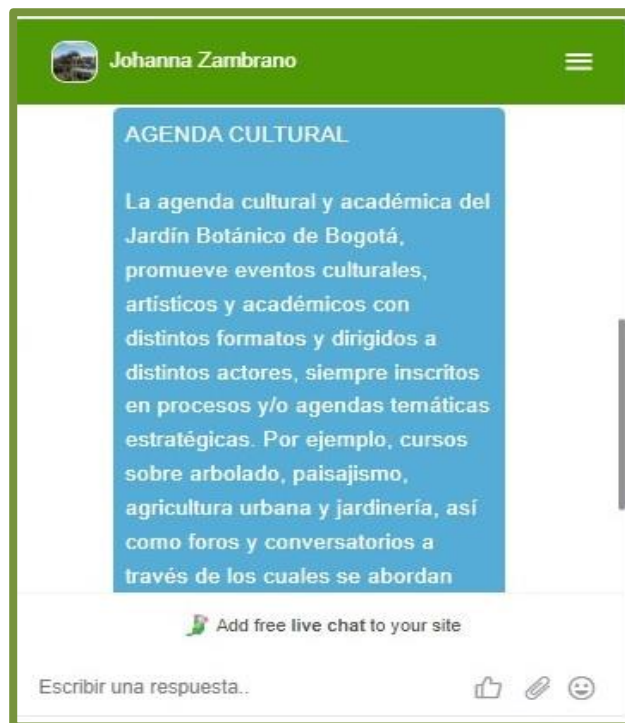 Johanna Zambrano
AGENDA CULTURAL
La agenda cultural y académica del
Jardín Botánico de Bogotá,
promueve eventos culturales,
artísticos y académicos con
distintos formatos y dirigidos a
distintos actores, siempre inscritos
en procesos y/o agendas temáticas
estratégicas. Por ejemplo, cursos
sobre arbolado, paisajismo,
agricultura urbana y jardinería, así
como foros y conversatorios a
través de los cuales se abordan
Add free live chat to your site
Escribir una respuesta..